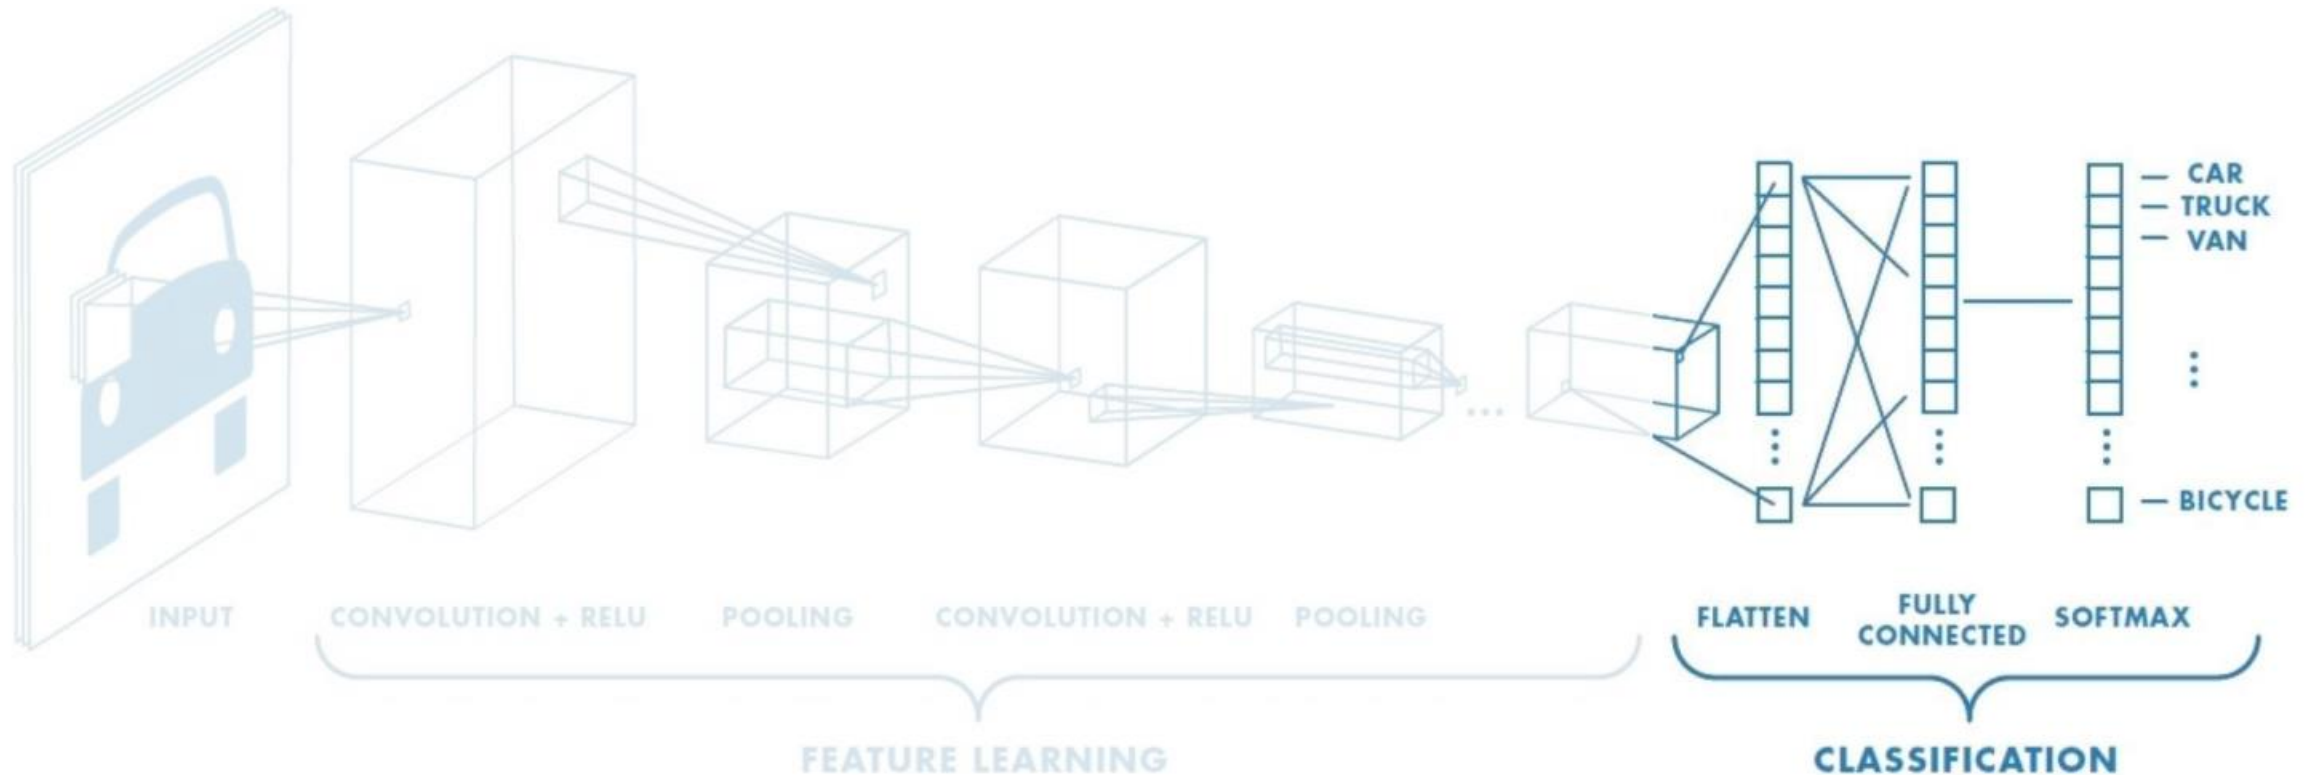 CAR
TRUCK
VAN
BICYCLE
INPUT
CONVOLUTION + RELU
POOLING
CONVOLUTION + RELU
POOLING
FLATTEN
FULLY
CONNECTED
SOFTMAX
FEATURE LEARNING
CLASSIFICATION